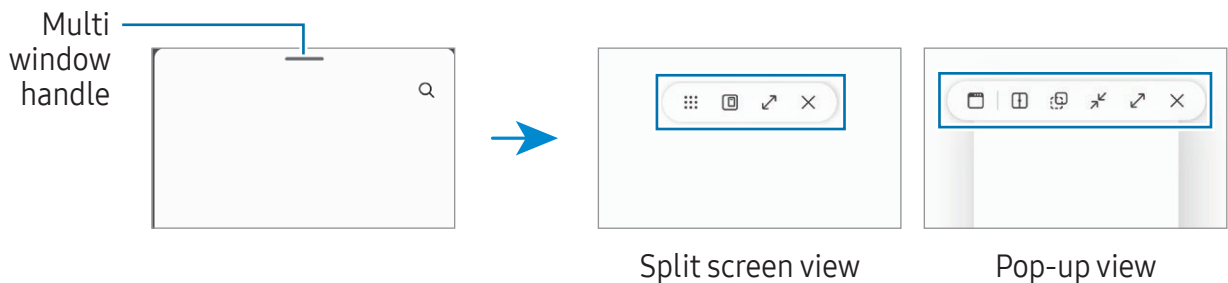 Multi
window
handle
Split screen view
Pop-up view